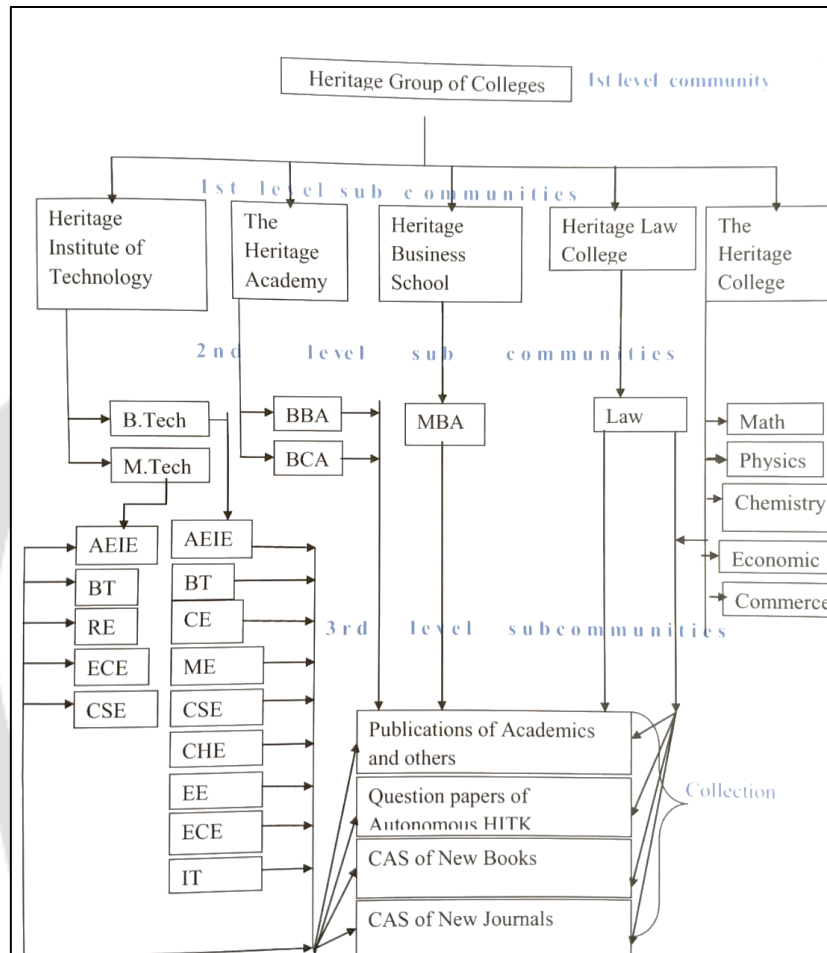 Heritage Group of Colleges
1st level community
1st level sub communities
Heritage
Institute of
Technology
The
Heritage
Academy
Heritage
Business
School
Heritage Law
College
The
Heritage
College
2nd level sub communities
B.Tech
M.Tech
BBA
BCA
MBA
Law
Math
Physics
Chemistry
Economic
Commerce
AEIE
BT
RE
ECE
CSE
AEIE
BT
CE
ME
CSE
CHE
EE
ECE
IT
3rd level subcommunities
Publications of Academics
and others
Question papers of
Autonomous HITK
CAS of New Books
CAS of New Journals
Collection